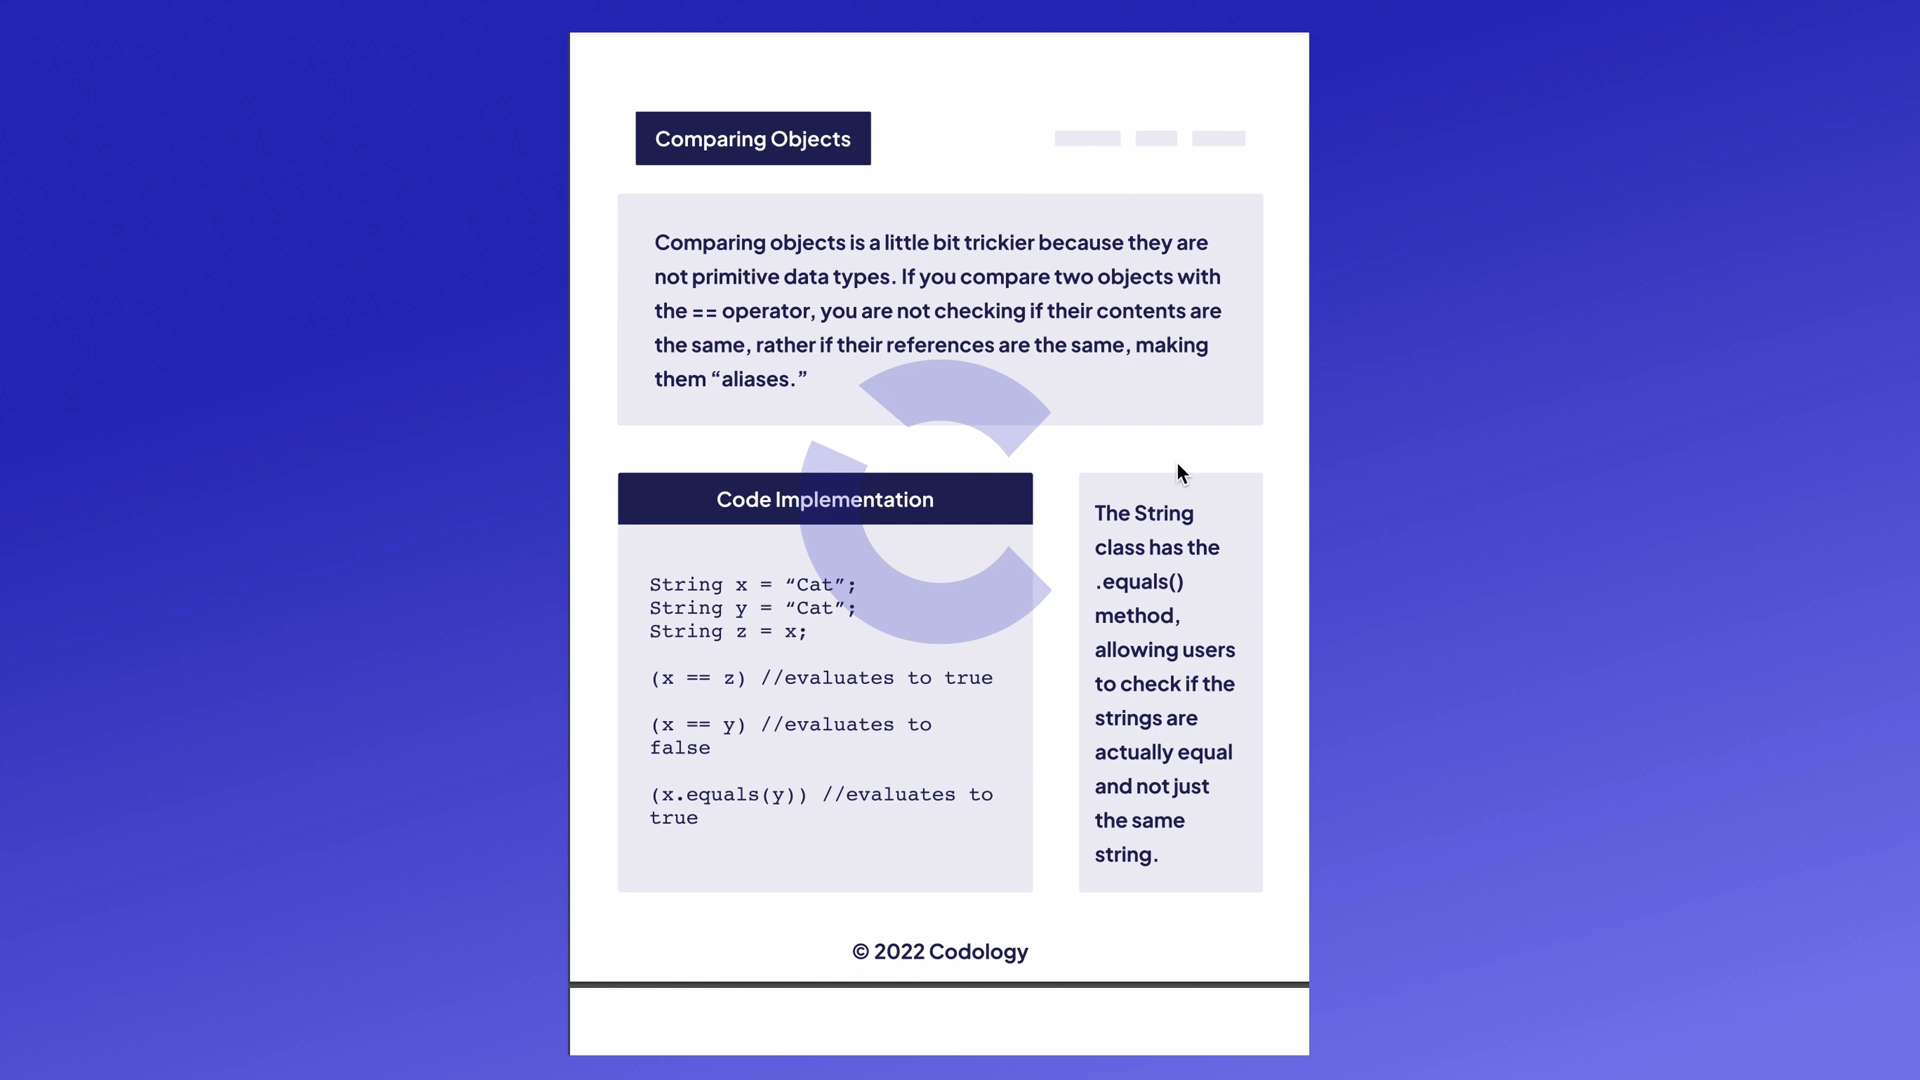 Comparing Objects
Comparing objects is a little bit trickier because they are
not primitive data types. If you compare two objects with
the == operator, you are not checking if their contents are
the same, rather if their references are the same, making
them “aliases.”
Code Implementation
String x = “Cat”;
String y = “Cat”;
String z = x;
(x == z) //evaluates to true
(x == y) //evaluates to
false
(x.equals(y)) //evaluates to
true
The String
class has the
.equals()
method,
allowing users
to check if the
strings are
actually equal
and not just
the same
string.
© 2022 Codology